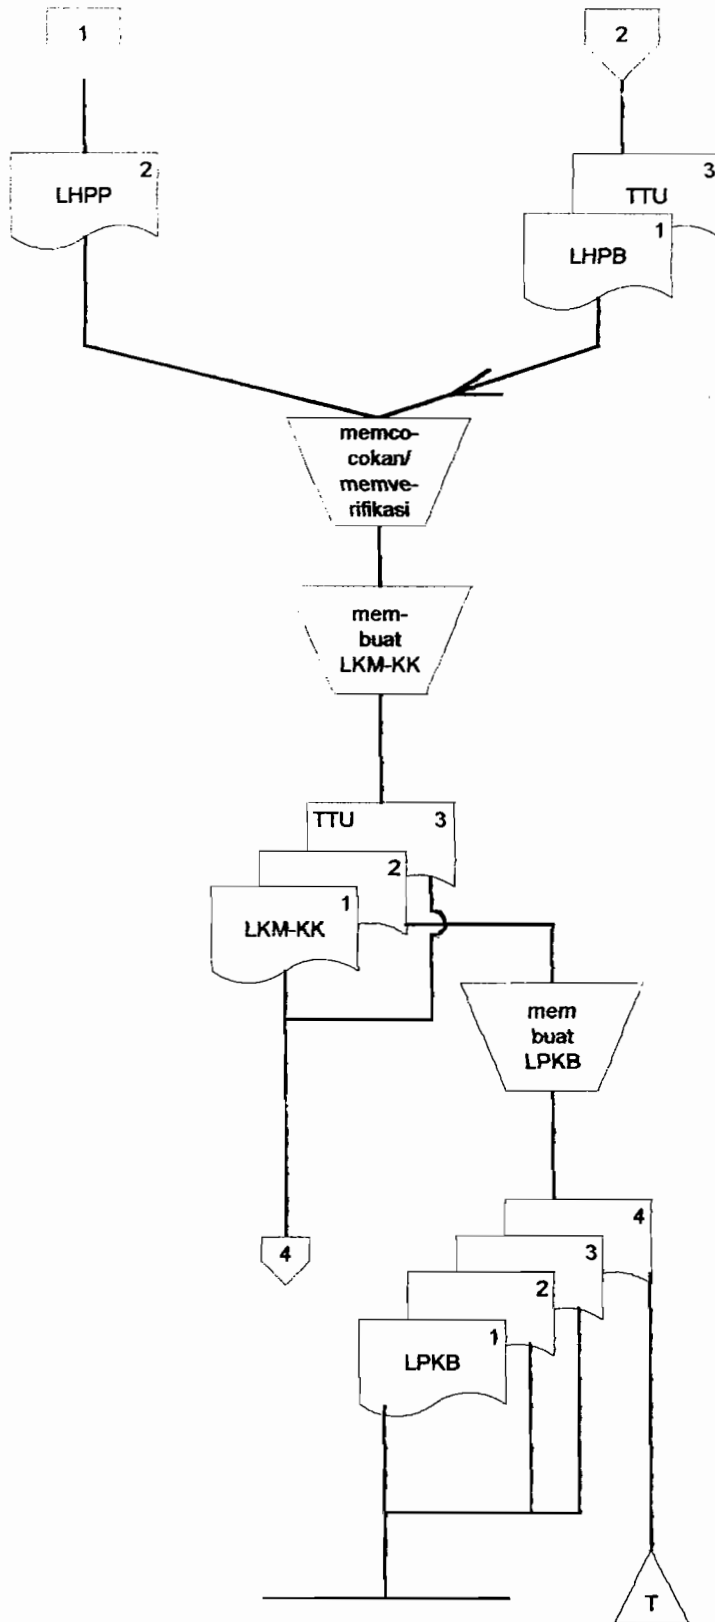 1
2
2
LHPP
3
TTU
1
LHPB
memco-
cokan/
memve-
rifikasi
mem-
buat
LKM-KK
TTU 3
2
1
LKM-KK
mem
buat
LPKB
4
4
3
2
1
LPKB
T